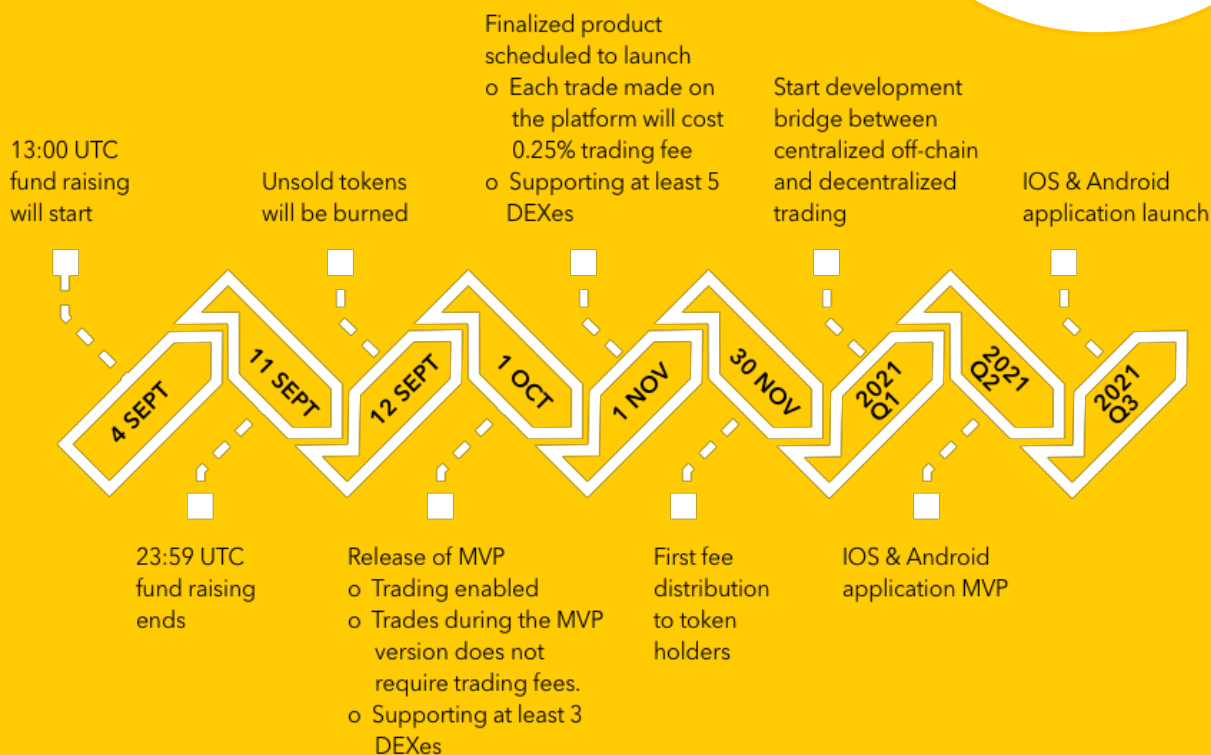 13:00 UTC
fund raising
will start
Unsold tokens
will be burned
Finalized product
scheduled to launch
o Each trade made on
the platform will cost
0.25% trading fee
o Supporting at least 5
DEXes
Start development
bridge between
centralized off-chain
and decentralized
trading
IOS & Android
application launch
4 SEPT
11 SEPT
12 SEPT
1 OCT
1 NOV
30 NOV
2021
Q1
2021
Q2
2021
Q3
23:59 UTC
fund raising
ends
Release of MVP
o Trading enabled
o Trades during the MVP
version does not
require trading fees.
o Supporting at least 3
DEXes
First fee
distribution
to token
holders
IOS & Android
application MVP